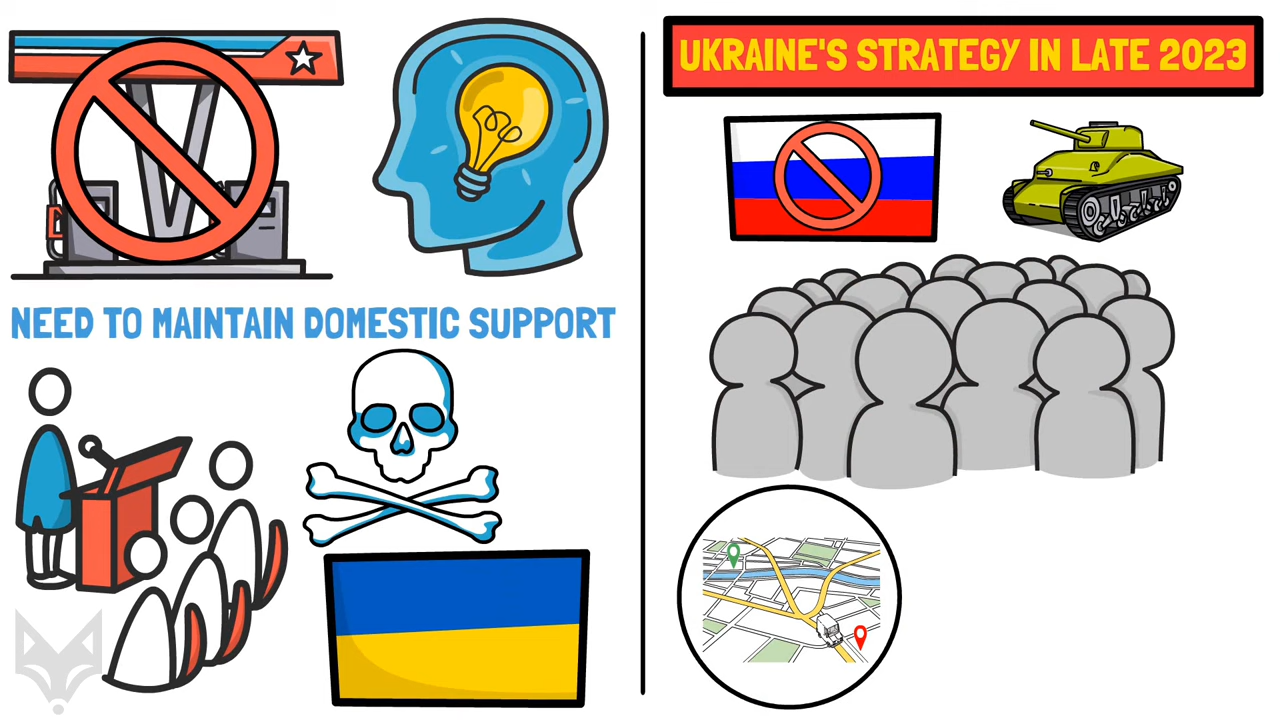 NEED TO MAINTAIN DOMESTIC SUPPORT
UKRAINE'S STRATEGY IN LATE 2023